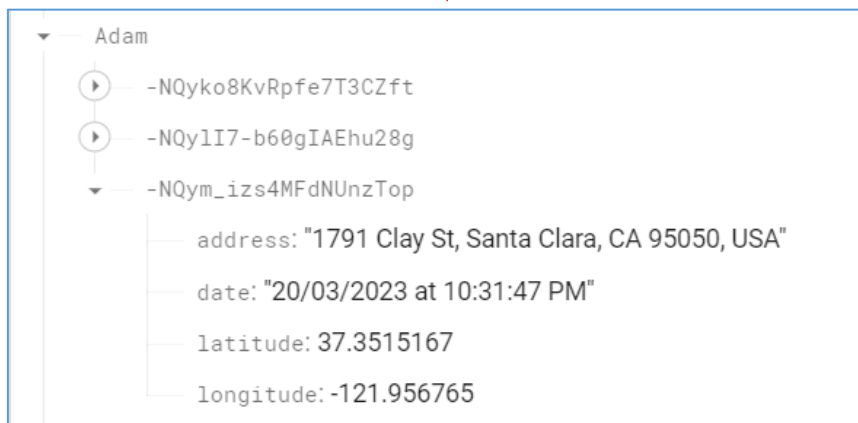 Adam
-NQyko8KvRpfe7T3CZft
-NQylI7-b60gIAEhu28g
-NQym_izs4MFdNUnzTop
address: "1791 Clay St, Santa Clara, CA 95050, USA"
date: "20/03/2023 at 10:31:47 PM"
latitude: 37.3515167
longitude: -121.956765